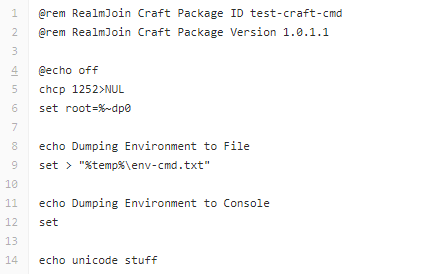 1 @rem RealmJoin Craft Package ID test-craft-cmd
2 @rem RealmJoin Craft Package Version 1.0.1.1
3
4 @echo off
5 chcp 1252>NUL
6 set root=%~dp0
7
8 echo Dumping Environment to File
9 set > "%temp%\env-cmd.txt"
10
11 echo Dumping Environment to Console
12 set
13
14 echo unicode stuff